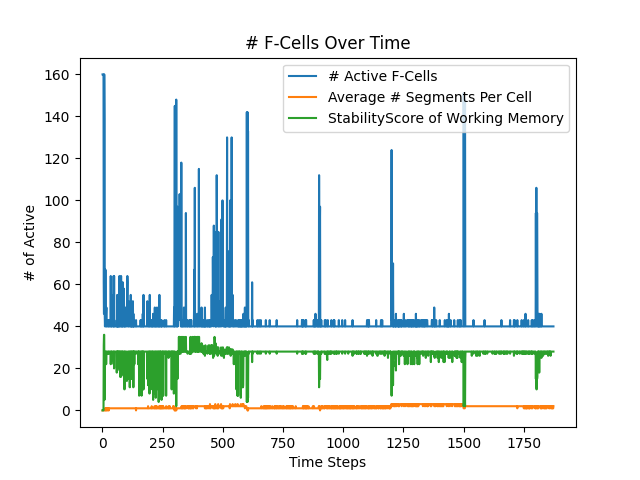 # F-Cells Over Time
# Active F-Cells
Average # Segments Per Cell
StabilityScore of Working Memory
160
140
120
100
80
60
40
20
0
# of Active
0 250 500 750 1000 1250 1500 1750
Time Steps